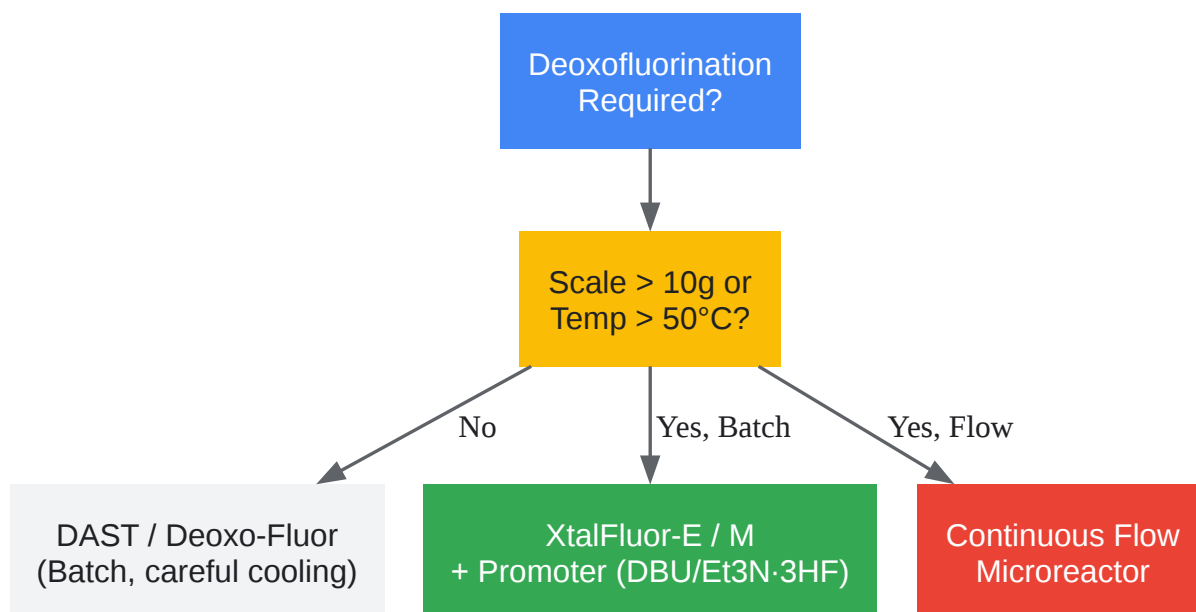 Deoxofluorination
Required?
Scale > 10g or
Temp > 50°C?
No
Yes, Batch
Yes, Flow
DAST / Deoxo-Fluor
(Batch, careful cooling)
XtalFluor-E / M
+ Promoter (DBU/Et3N·3HF)
Continuous Flow
Microreactor